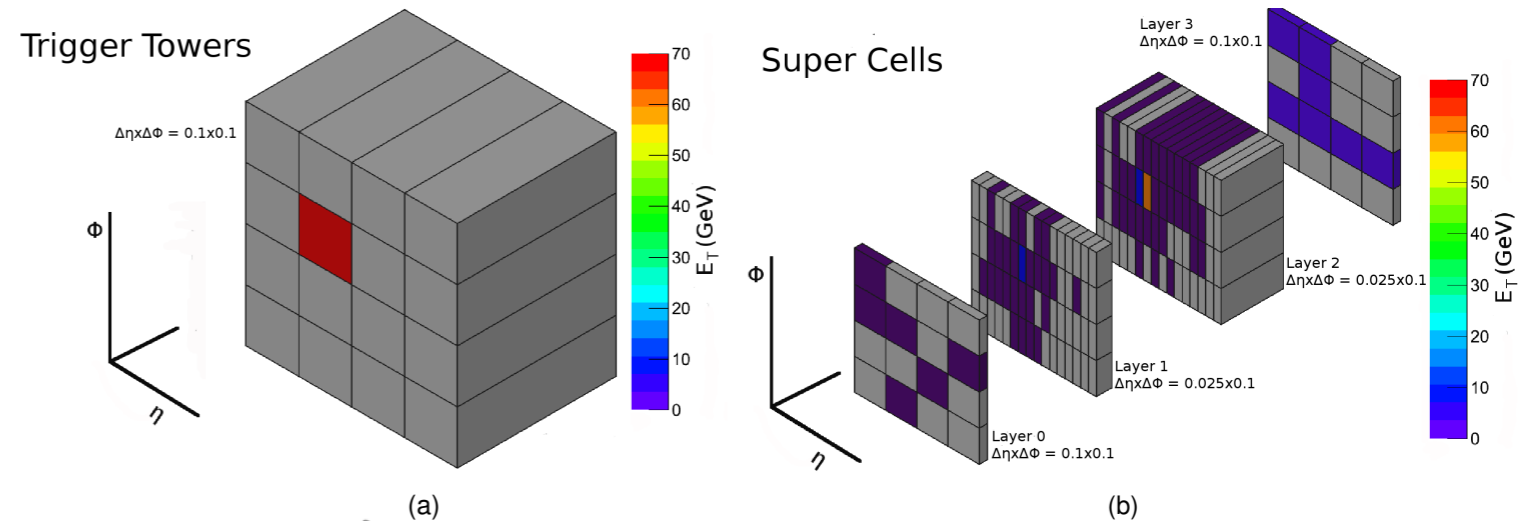 Trigger Towers
ΔηxΔΦ = 0.1x0.1
Φ
η
70
60
50
40
30
20
10
0
E_T (GeV)
(a)
Super Cells
Layer 3
ΔηxΔΦ = 0.1x0.1
Layer 2
ΔηxΔΦ = 0.025x0.1
Layer 1
ΔηxΔΦ = 0.025x0.1
Layer 0
ΔηxΔΦ = 0.1x0.1
Φ
η
70
60
50
40
30
20
10
0
E_T (GeV)
(b)